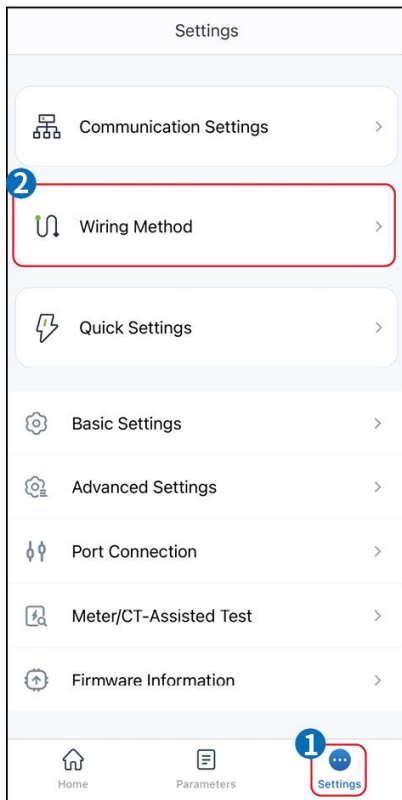 Settings
Communication Settings
2
Wiring Method
Quick Settings
Basic Settings
Advanced Settings
Port Connection
Meter/CT-Assisted Test
Firmware Information
1
Home
Parameters
Settings